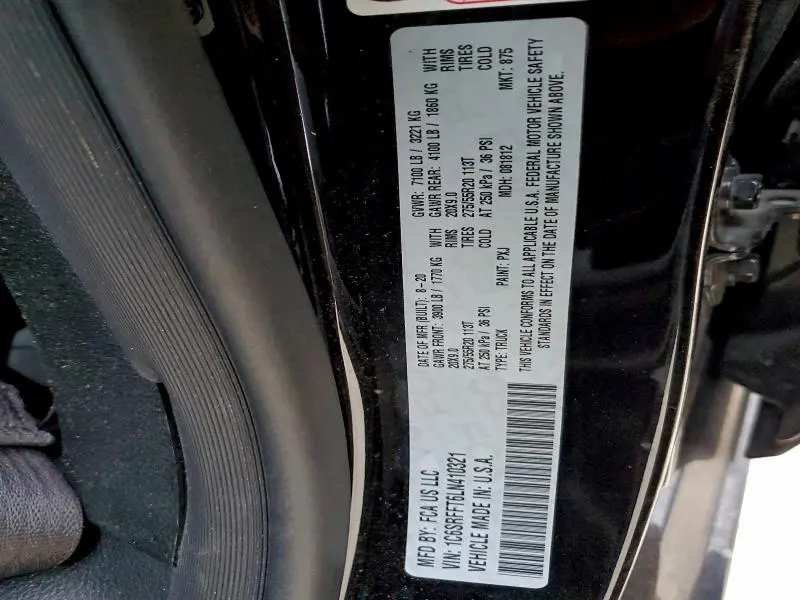 MFD BY: FCA US LLC
VIN: 1C6SRFFT6LN410321
VEHICLE MADE IN: U.S.A.
DATE OF MFR (BUILT): 8-20 GVWR: 7100 LB / 3221 KG
GAWR FRONT: 3900 LB / 1770 KG WITH GAWR REAR: 4100 LB / 1860 KG WITH
20X9.0 RIMS 20X9.0 RIMS
275/55R20 113T TIRES 275/55R20 113T TIRES
AT 250 kPa / 36 PSI COLD AT 250 kPa / 36 PSI COLD
TYPE: TRUCK PAINT: PXJ MDH: 081812 MKT: 875
THIS VEHICLE CONFORMS TO ALL APPLICABLE U.S.A. FEDERAL MOTOR VEHICLE SAFETY
STANDARDS IN EFFECT ON THE DATE OF MANUFACTURE SHOWN ABOVE.